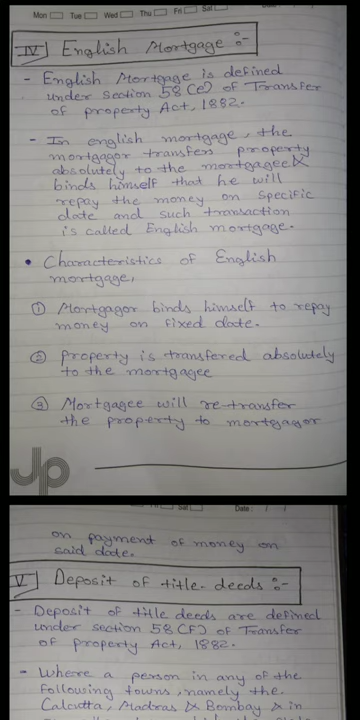 Mon Tue Wed Thu Fri Sat
IV English Mortgage :-
- English Mortgage is defined
under section 58(e) of Transfer
of property Act, 1882.
- In english mortgage, the
mortgagor transfers property
absolutely to the mortgagee &
binds himself that he will
repay the money on specific
date and such transaction
is called English mortgage.
• Characteristics of English
mortgage,
① Mortgagor binds himself to repay
money on fixed date.
② Property is transfered absolutely
to the mortgagee
③ Mortgagee will re-transfer
the property to mortgagor
JP
Sat Date :
on payment of money on
said date.
V Deposit of title deeds :-
- Deposit of title deeds are defined
under section 58(F) of Transfer
of property Act, 1882.
- Where a person in any of the
following towns, namely the
Calcutta, Madras & Bombay & in